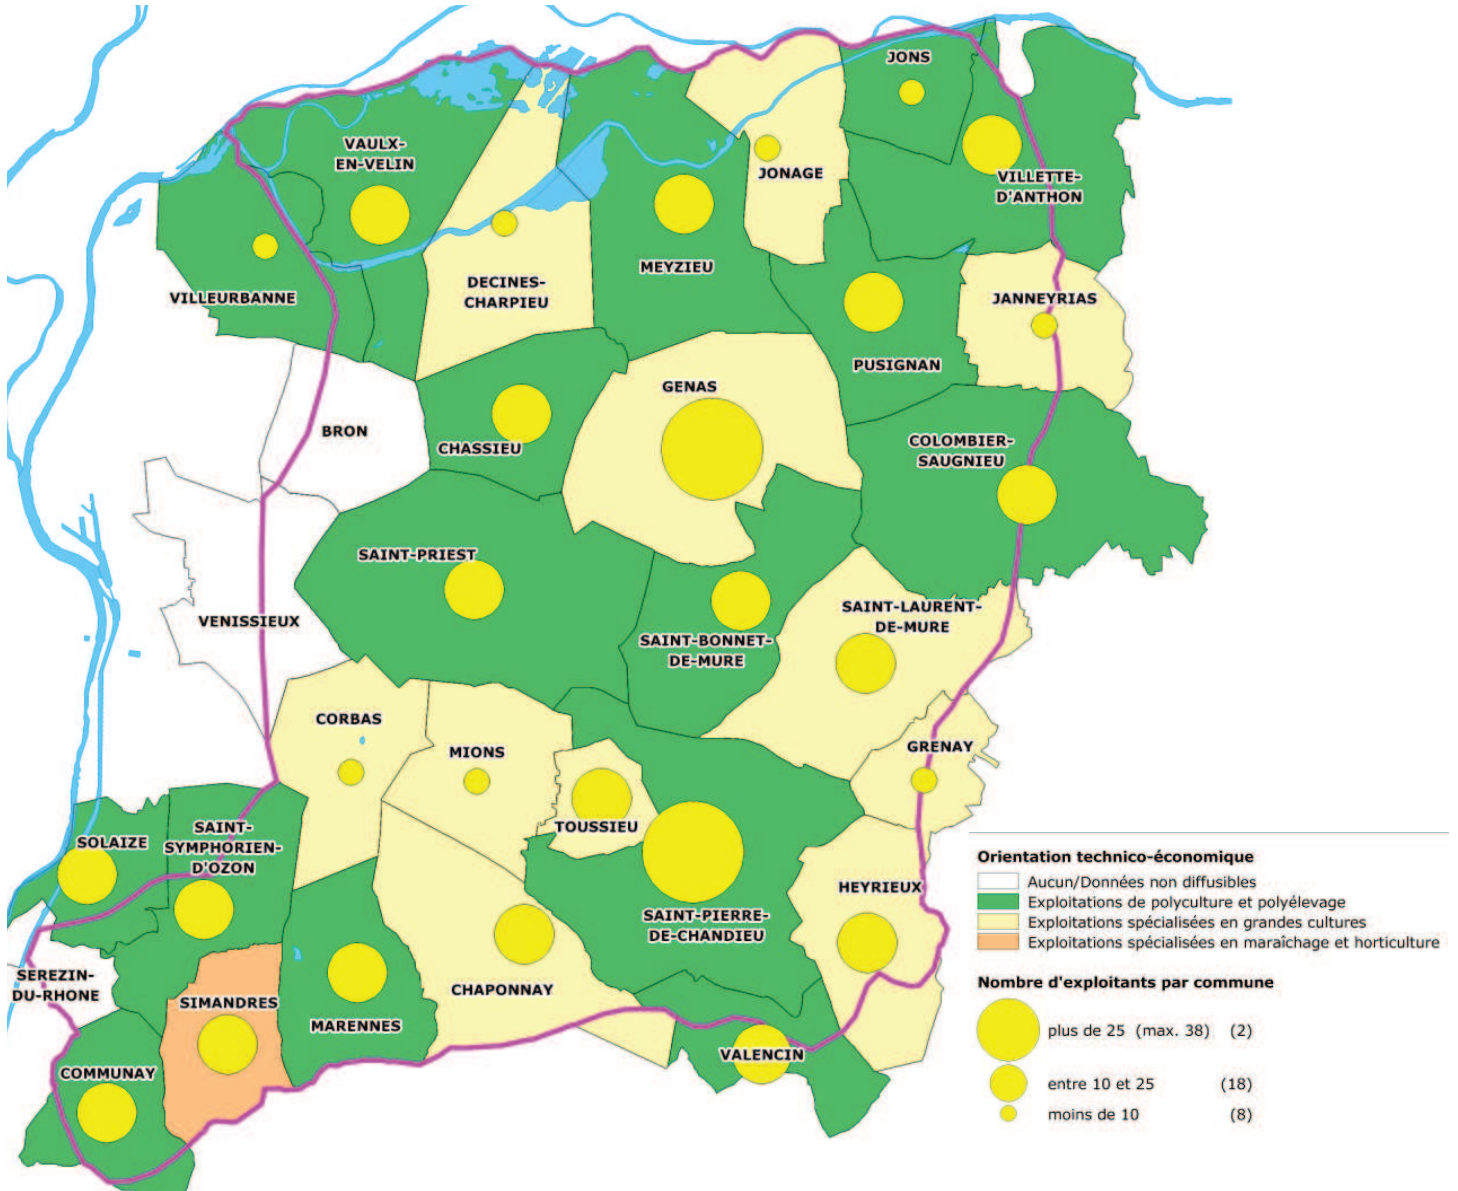 JONS
VAULX-
EN-VELIN
JONAGE
VILLETTE-
D'ANTHON
MEYZIEU
DECINES-
CHARPIEU
VILLEURBANNE
JANNEYRIAS
PUSIGNAN
GENAS
BRON
CHASSIEU
COLOMBIER-
SAUGNIEU
SAINT-PRIEST
VENISSIEUX
SAINT-LAURENT-
DE-MURE
SAINT-BONNET-
DE-MURE
CORBAS
MIONS
GRENAY
TOUSSIEU
SOLAIZE
SAINT-
SYMPHORIEN-
D'OZON
HEYRIEUX
SAINT-PIERRE-
DE-CHANDIEU
SEREZIN-
DU-RHONE
SIMANDRES
CHAPONNAY
MARENNES
VALENCIN
COMMUNAY
Orientation technico-économique
Aucun/Données non diffusibles
Exploitations de polyculture et polyélevage
Exploitations spécialisées en grandes cultures
Exploitations spécialisées en maraîchage et horticulture
Nombre d'exploitants par commune
plus de 25 (max. 38) (2)
entre 10 et 25 (18)
moins de 10 (8)